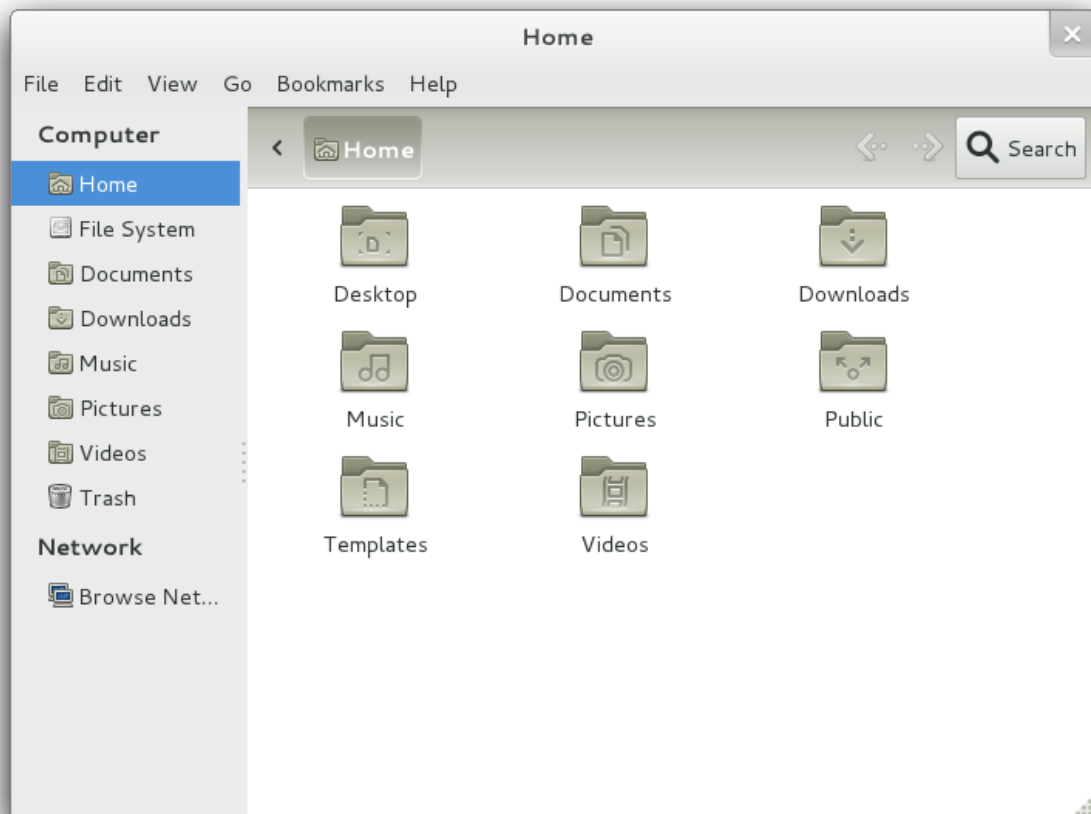 Home
File Edit View Go Bookmarks Help
Computer
Home
File System
Documents
Downloads
Music
Pictures
Videos
Trash
Network
Browse Net...
Home
Search
Desktop Documents Downloads
Music Pictures Public
Templates Videos